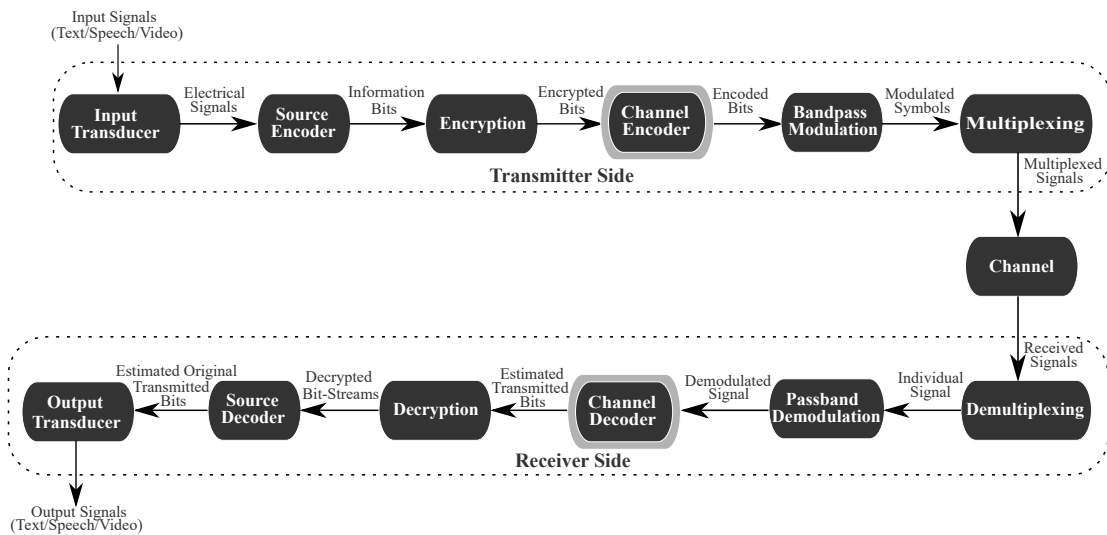 Input Signals
(Text/Speech/Video)
Input
Transducer
Electrical
Signals
Source
Encoder
Information
Bits
Encryption
Encrypted
Bits
Channel
Encoder
Encoded
Bits
Bandpass
Modulation
Modulated
Symbols
Multiplexing
Transmitter Side
Multiplexed
Signals
Channel
Received
Signals
Demultiplexing
Individual
Signal
Passband
Demodulation
Demodulated
Signal
Channel
Decoder
Estimated
Transmitted
Bits
Decryption
Decrypted
Bit-Streams
Source
Decoder
Estimated Original
Transmitted
Bits
Output
Transducer
Receiver Side
Output Signals
(Text/Speech/Video)